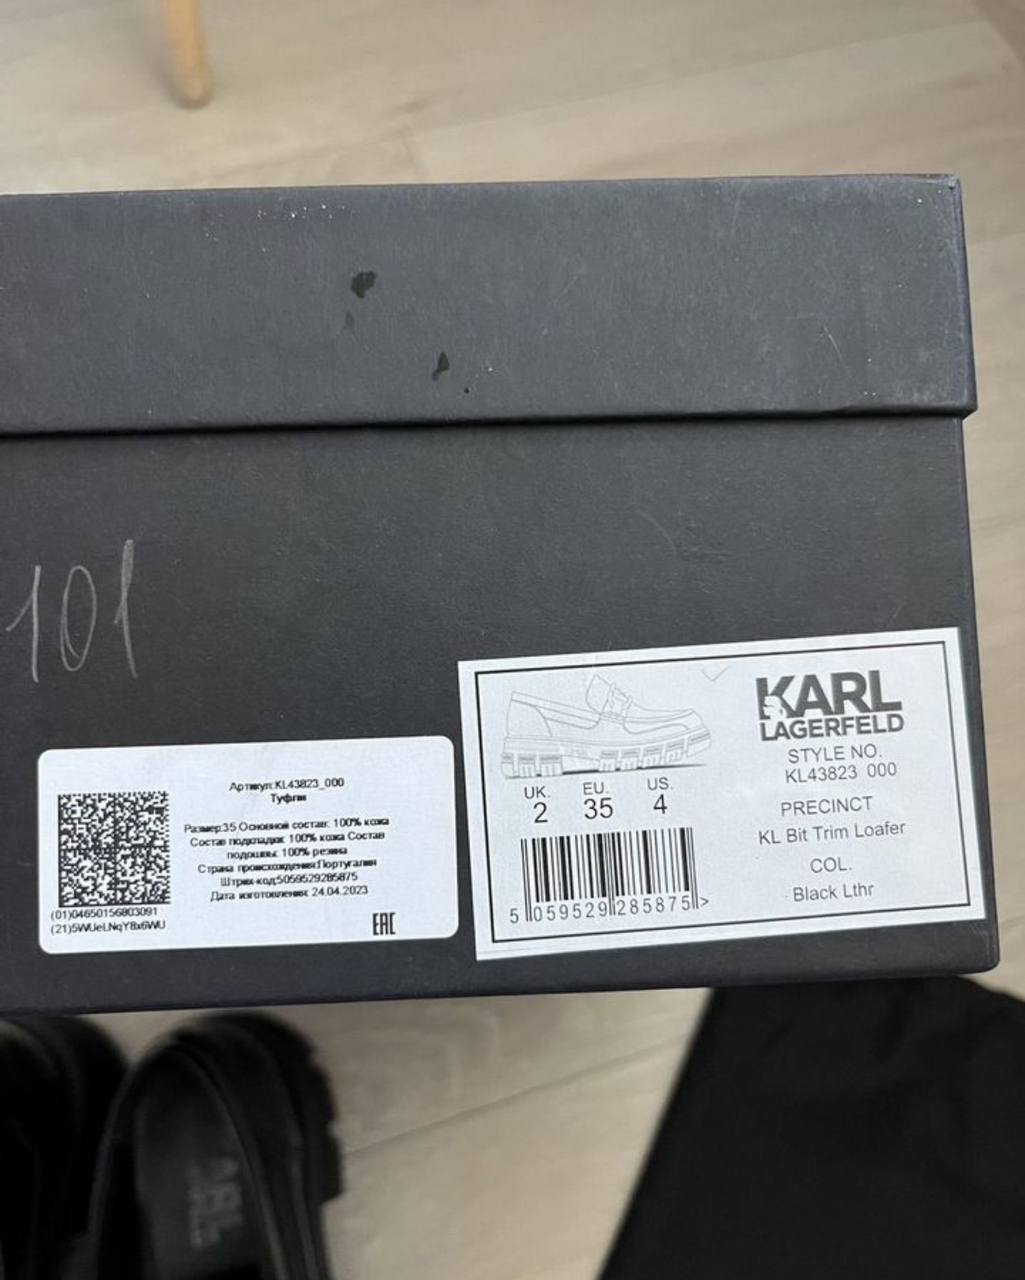 101
Артикул:KL43823_000
Туфли
Размер:35 Основной состав: 100% кожа
Состав подкладки: 100% кожа Состав
подошвы: 100% резина
Страна происхождения:Португалия
Штрих-код:5059529285875
Дата изготовления: 24.04.2023
(01)04650156803091
(21)5WUeLNqY8x6WU
EAC
KARL
LAGERFELD
STYLE NO.
KL43823 000
UK. EU. US.
2 35 4
PRECINCT
KL Bit Trim Loafer
COL.
Black Lthr
5 059529 285875 >